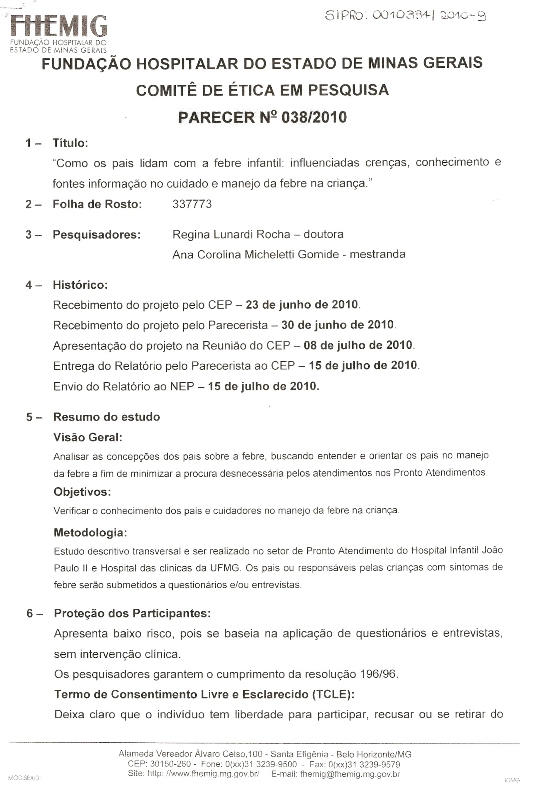 SIPRO: 0010394/2010-9
FHEMIG
FUNDAÇÃO HOSPITALAR DO
ESTADO DE MINAS GERAIS
FUNDAÇÃO HOSPITALAR DO ESTADO DE MINAS GERAIS
COMITÊ DE ÉTICA EM PESQUISA
PARECER Nº 038/2010
1 – Título:
"Como os pais lidam com a febre infantil: influenciadas crenças, conhecimento e
fontes informação no cuidado e manejo da febre na criança."
2 – Folha de Rosto: 337773
3 – Pesquisadores: Regina Lunardi Rocha – doutora
Ana Carolina Micheletti Gomide - mestranda
4 – Histórico:
Recebimento do projeto pelo CEP – 23 de junho de 2010.
Recebimento do projeto pelo Parecerista – 30 de junho de 2010.
Apresentação do projeto na Reunião do CEP – 08 de julho de 2010.
Entrega do Relatório pelo Parecerista ao CEP – 15 de julho de 2010.
Envio do Relatório ao NEP – 15 de julho de 2010.
5 – Resumo do estudo
Visão Geral:
Analisar as concepções dos pais sobre a febre, buscando entender e orientar os pais no manejo
da febre a fim de minimizar a procura desnecessária pelos atendimentos nos Pronto Atendimentos.
Objetivos:
Verificar o conhecimento dos pais e cuidadores no manejo da febre na criança.
Metodologia:
Estudo descritivo transversal e ser realizado no setor de Pronto Atendimento do Hospital Infantil João
Paulo II e Hospital das clínicas da UFMG. Os pais ou responsáveis pelas crianças com sintomas de
febre serão submetidos a questionários e/ou entrevistas.
6 – Proteção dos Participantes:
Apresenta baixo risco, pois se baseia na aplicação de questionários e entrevistas,
sem intervenção clínica.
Os pesquisadores garantem o cumprimento da resolução 196/96.
Termo de Consentimento Livre e Esclarecido (TCLE):
Deixa claro que o indivíduo tem liberdade para participar, recusar ou se retirar do
Alameda Vereador Álvaro Celso,100 - Santa Efigênia - Belo Horizonte/MG
CEP: 30150-260 - Fone: 0(xx)31 3239-9500 - Fax: 0(xx)31 3239-9579
Site: http: //www.fhemig.mg.gov.br/ E-mail: fhemig@fhemig.mg.gov.br